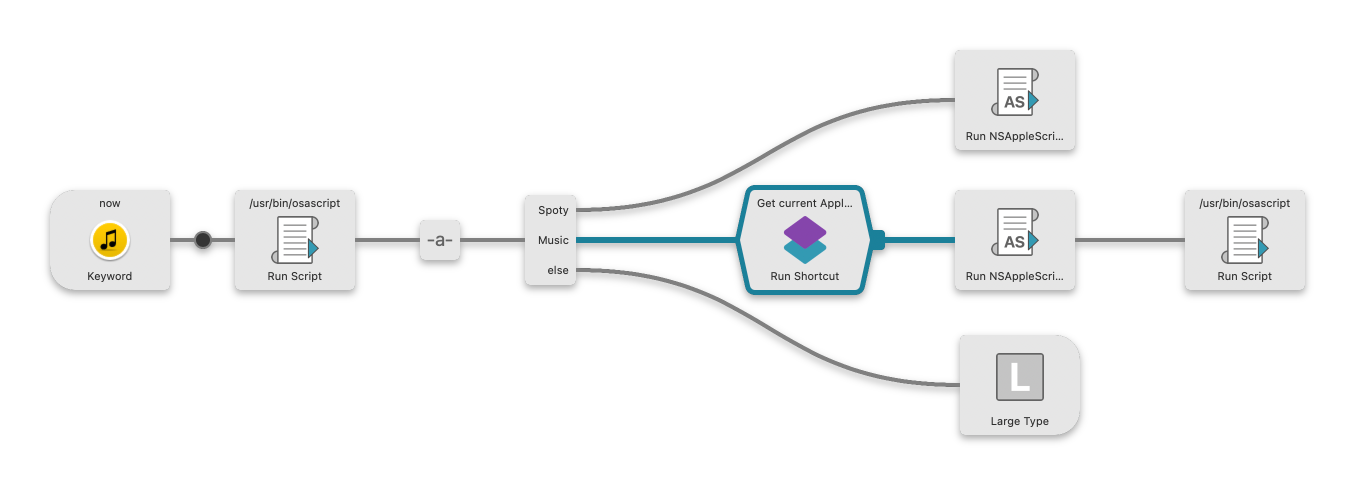 AS
Run NSAppleScri...
now
Keyword
/usr/bin/osascript
Run Script
-a-
Spoty
Music
else
Get current Appl...
Run Shortcut
AS
Run NSAppleScri...
/usr/bin/osascript
Run Script
L
Large Type